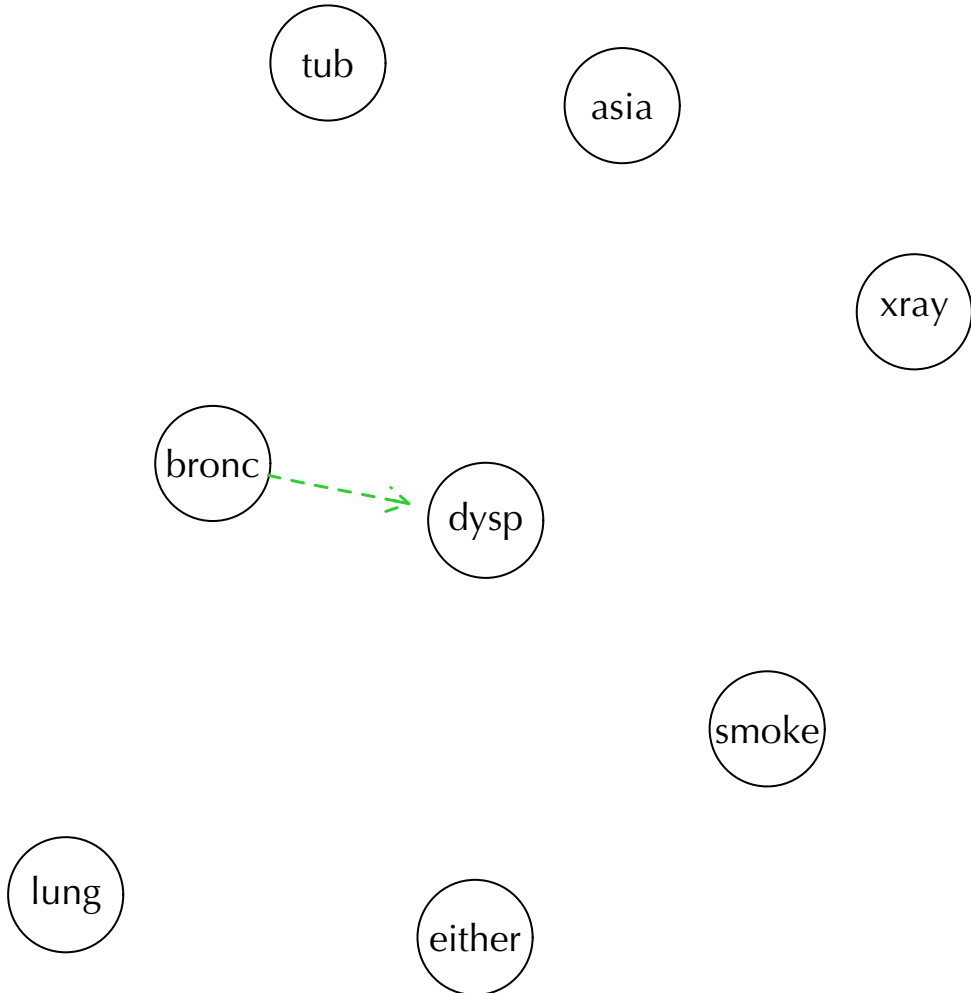 tub
asia
xray
bronc
dysp
smoke
lung
either